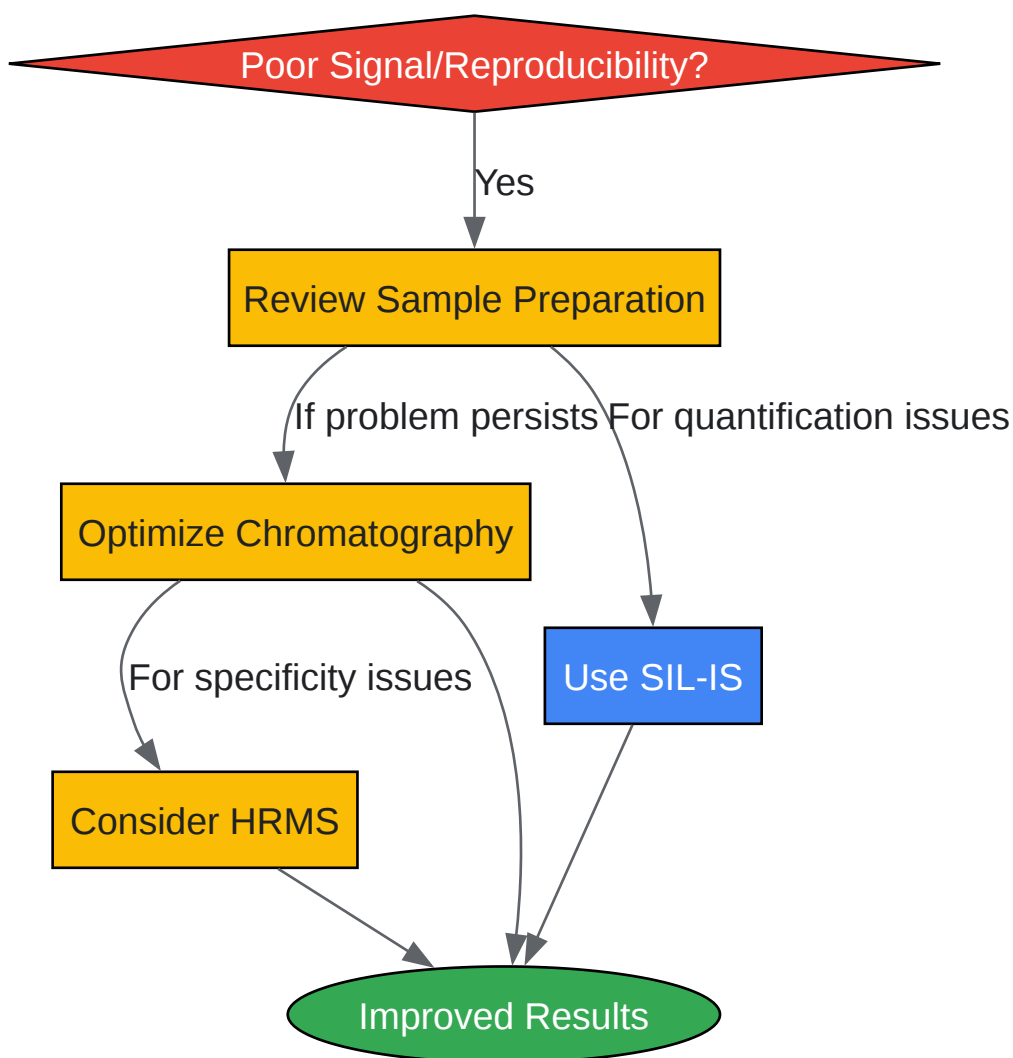 Poor Signal/Reproducibility?
Yes
Review Sample Preparation
If problem persists
For quantification issues
Optimize Chromatography
For specificity issues
Use SIL-IS
Consider HRMS
Improved Results